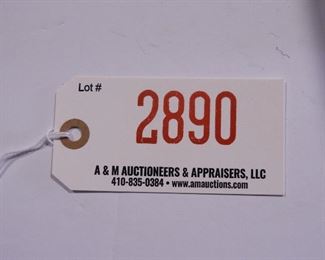 Lot #
2890
A & M AUCTIONEERS & APPRAISERS, LLC
410-835-0384 • www.amauctions.com